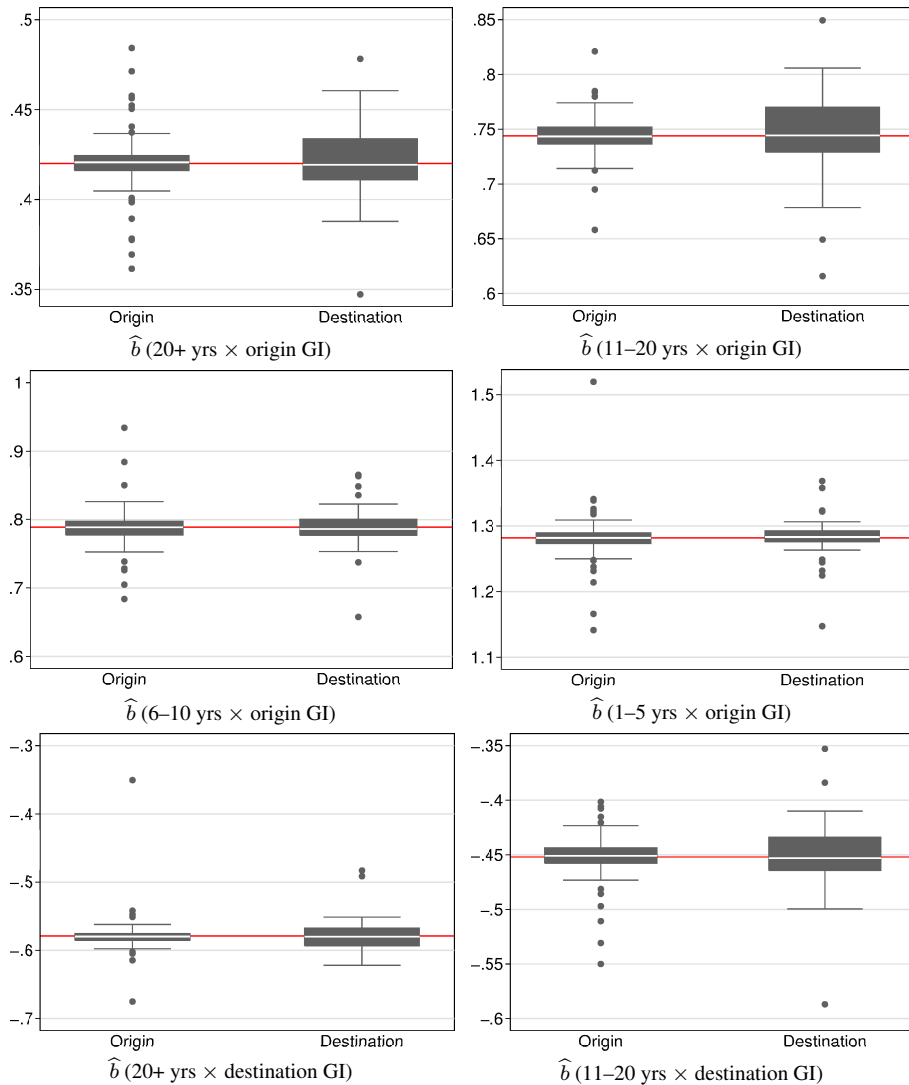 .5
.45
.4
.35
Origin Destination
b̂ (20+ yrs × origin GI)
.85
.8
.75
.7
.65
.6
Origin Destination
b̂ (11–20 yrs × origin GI)
1
.9
.8
.7
.6
Origin Destination
b̂ (6–10 yrs × origin GI)
1.5
1.4
1.3
1.2
1.1
Origin Destination
b̂ (1–5 yrs × origin GI)
−.3
−.4
−.5
−.6
−.7
Origin Destination
b̂ (20+ yrs × destination GI)
−.35
−.4
−.45
−.5
−.55
−.6
Origin Destination
b̂ (11–20 yrs × destination GI)